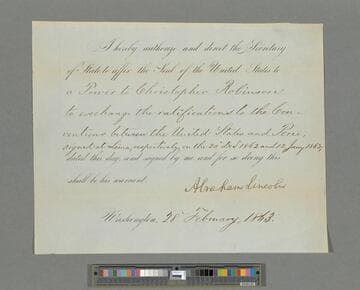 I hereby authorize and direct the Secretary
of State to affix the Seal of the United States to
a Power to Christopher Robinson
to exchange the ratifications to the Con-
ventions between the United States and Peru,
signed at Lima, respectively on the 20 Dec 1862 and 12 Jany 1863,
dated this day, and signed by me and for so doing this
shall be his warrant.
Abraham Lincoln
Washington, 28 February, 1863.